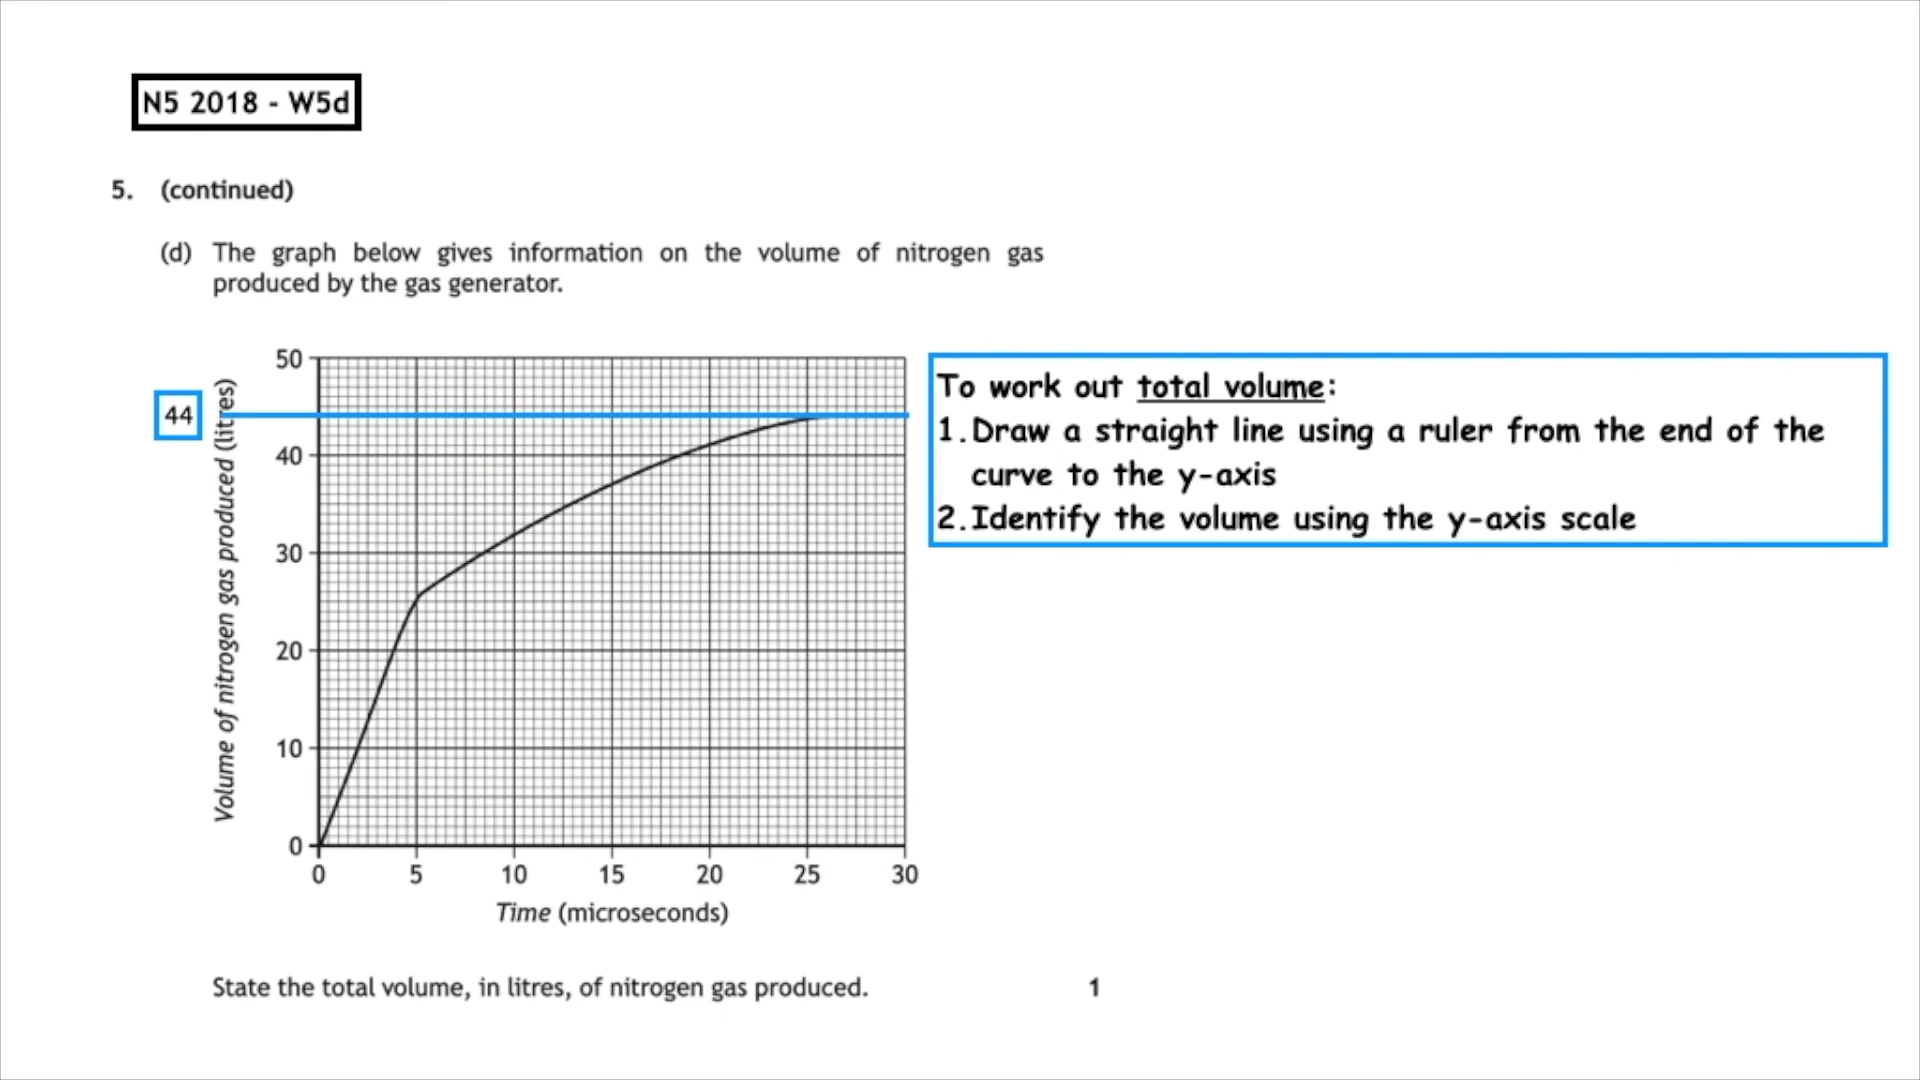 N5 2018 - W5d
5. (continued)
(d) The graph below gives information on the volume of nitrogen gas
produced by the gas generator.
50
44
40
30
20
10
0
Volume of nitrogen gas produced (litres)
0 5 10 15 20 25 30
Time (microseconds)
To work out total volume:
1. Draw a straight line using a ruler from the end of the
curve to the y-axis
2. Identify the volume using the y-axis scale
State the total volume, in litres, of nitrogen gas produced. 1